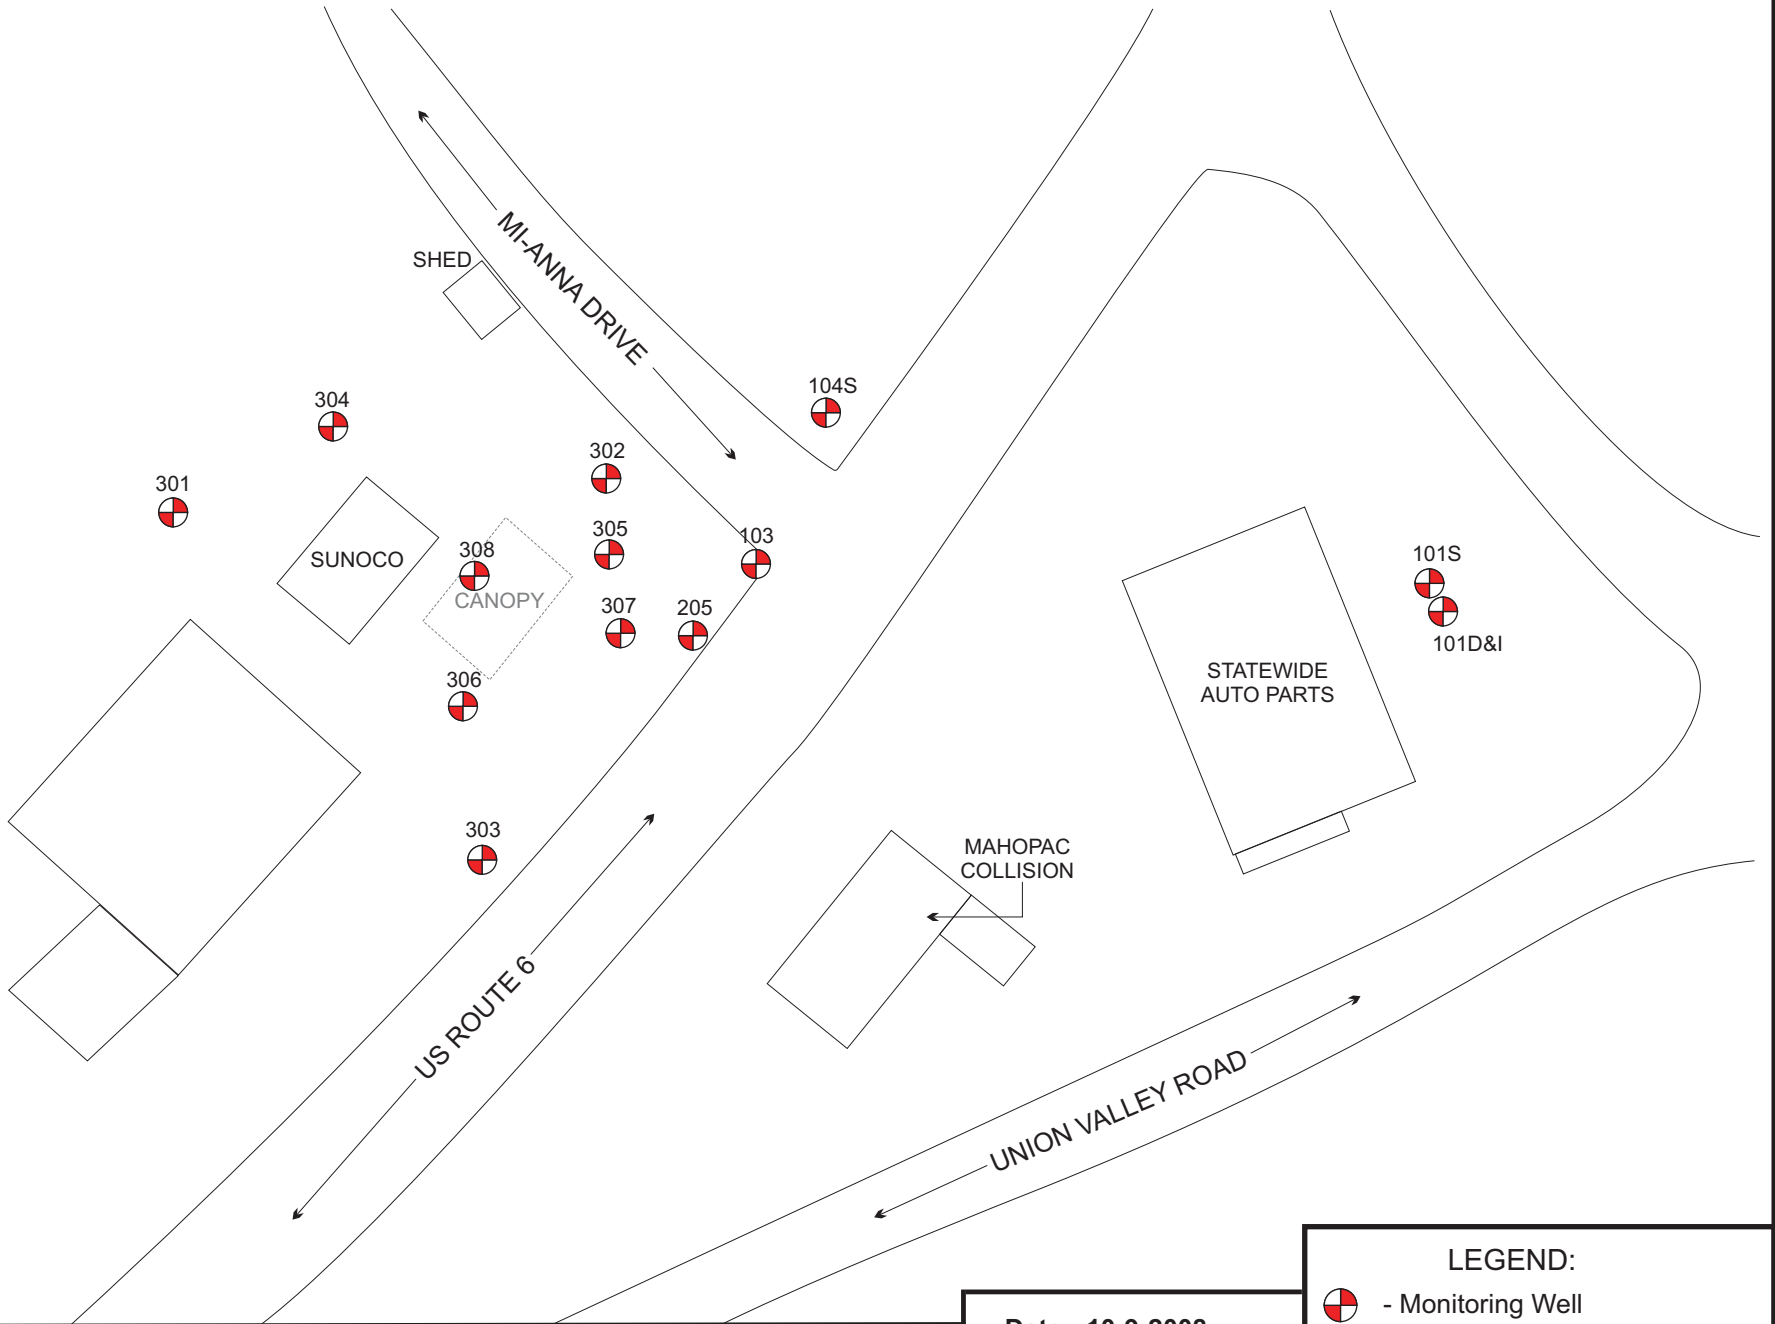 MI-ANNA DRIVE
SHED
304
104S
302
301
305
103
308
SUNOCO
CANOPY
101S
307
205
101D&I
306
STATEWIDE
AUTO PARTS
303
MAHOPAC
COLLISION
US ROUTE 6
UNION VALLEY ROAD
LEGEND:
- Monitoring Well